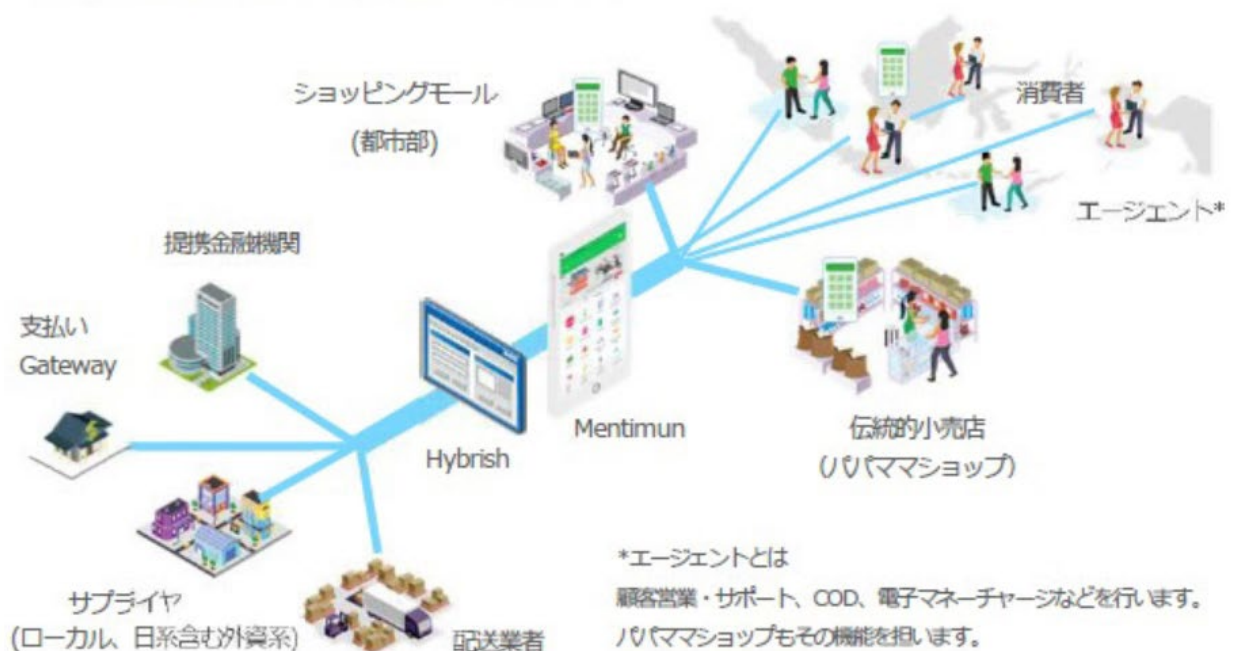 ショッピングモール
(都市部)
消費者
エージェント*
提携金融機関
支払い
Gateway
Mentimun
Hybrish
伝統的小売店
(パパママショップ)
サプライヤ
(ローカル、日系含む外資系)
配送業者
*エージェントとは
顧客営業・サポート、COD、電子マネーチャージなどを行います。
パパママショップもその機能を担います。